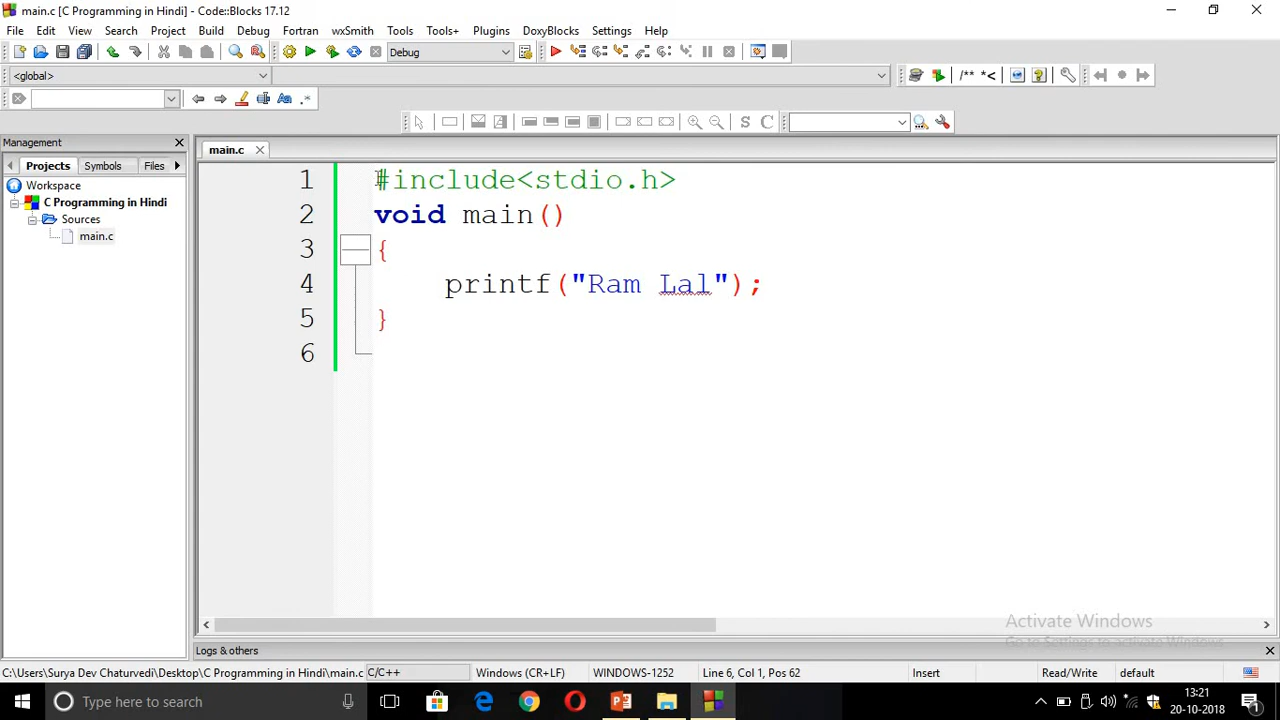 main.c [C Programming in Hindi] - Code::Blocks 17.12
File Edit View Search Project Build Debug Fortran wxSmith Tools Tools+ Plugins DoxyBlocks Settings Help
Debug
<global>
/** *<
Aa .*
S C
Management
Projects Symbols Files
Workspace
C Programming in Hindi
Sources
main.c
main.c
1 #include<stdio.h>
2 void main()
3 {
4 printf("Ram Lal");
5 }
6
Activate Windows
Go to Settings to activate Windows.
Logs & others
C:\Users\Surya Dev Chaturvedi\Desktop\C Programming in Hindi\main.c C/C++ Windows (CR+LF) WINDOWS-1252 Line 6, Col 1, Pos 62 Insert Read/Write default
Type here to search
13:21
20-10-2018
1